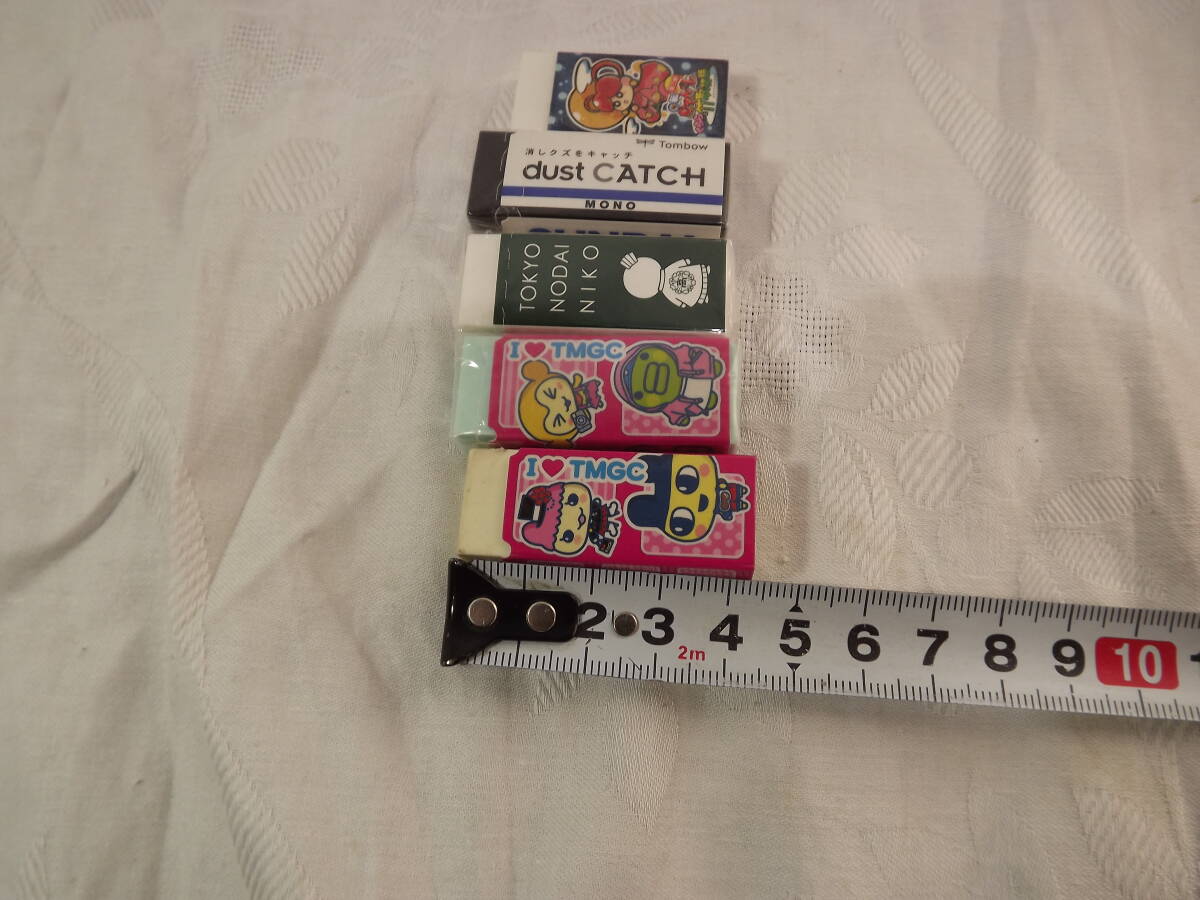 Tombow
消しクズをキャッチ
dust CATCH
MONO
TOKYO
NODAI
NIKO
I ♥ TMGC
I ♥ TMGC
2 3 4 5 6 7 8 9 10
2m